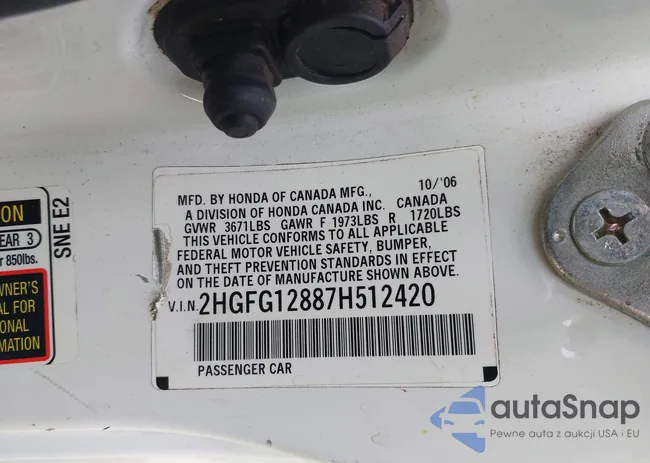 MFD. BY HONDA OF CANADA MFG., 10/'06
A DIVISION OF HONDA CANADA INC. CANADA
GVWR 3671LBS GAWR F 1973LBS R 1720LBS
THIS VEHICLE CONFORMS TO ALL APPLICABLE
FEDERAL MOTOR VEHICLE SAFETY, BUMPER,
AND THEFT PREVENTION STANDARDS IN EFFECT
ON THE DATE OF MANUFACTURE SHOWN ABOVE.
V.I.N. 2HGFG12887H512420
PASSENGER CAR
SNE E2
ION
EAR 3
r 850lbs.
WNER'S
AL FOR
ONAL
RMATION
autaSnap
Pewne auta z aukcji USA i EU